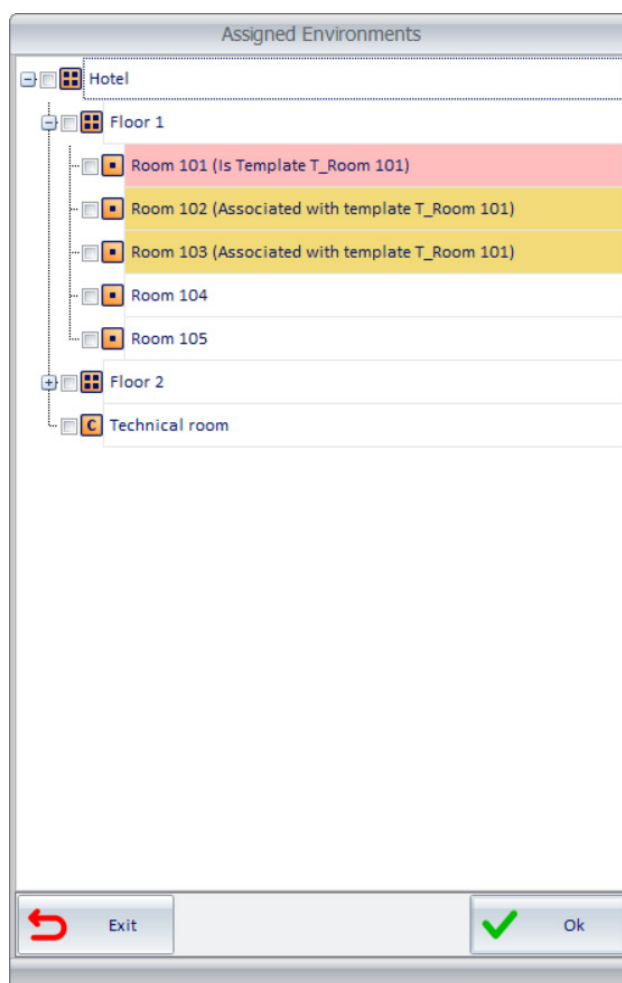 Assigned Environments
Hotel
Floor 1
Room 101 (Is Template T_Room 101)
Room 102 (Associated with template T_Room 101)
Room 103 (Associated with template T_Room 101)
Room 104
Room 105
Floor 2
C Technical room
Exit
Ok